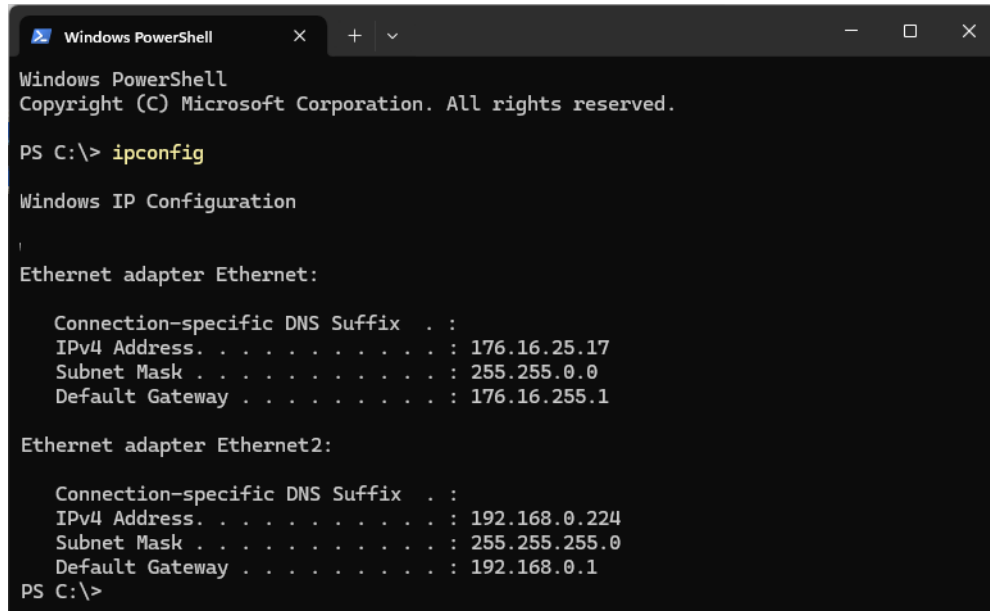 Windows PowerShell
Windows PowerShell
Copyright (C) Microsoft Corporation. All rights reserved.
PS C:\> ipconfig
Windows IP Configuration
Ethernet adapter Ethernet:
Connection-specific DNS Suffix . :
IPv4 Address. . . . . . . . . . . : 176.16.25.17
Subnet Mask . . . . . . . . . . . : 255.255.0.0
Default Gateway . . . . . . . . . : 176.16.255.1
Ethernet adapter Ethernet2:
Connection-specific DNS Suffix . :
IPv4 Address. . . . . . . . . . . : 192.168.0.224
Subnet Mask . . . . . . . . . . . : 255.255.255.0
Default Gateway . . . . . . . . . : 192.168.0.1
PS C:\>